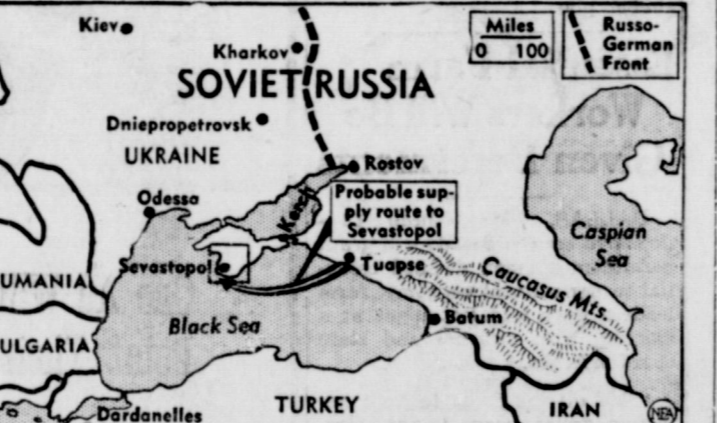 Kiev
Miles
0 100
Russo-
German
Front
Kharkov
SOVIET RUSSIA
Dniepropetrovsk
UKRAINE
Rostov
Odessa
Kerch
Probable sup-
ply route to
Sevastopol
Caspian
Sea
Sevastopol
Tuapse
Caucasus Mts.
UMANIA
Black Sea
Batum
ULGARIA
Dardanelles
TURKEY
IRAN
NEA